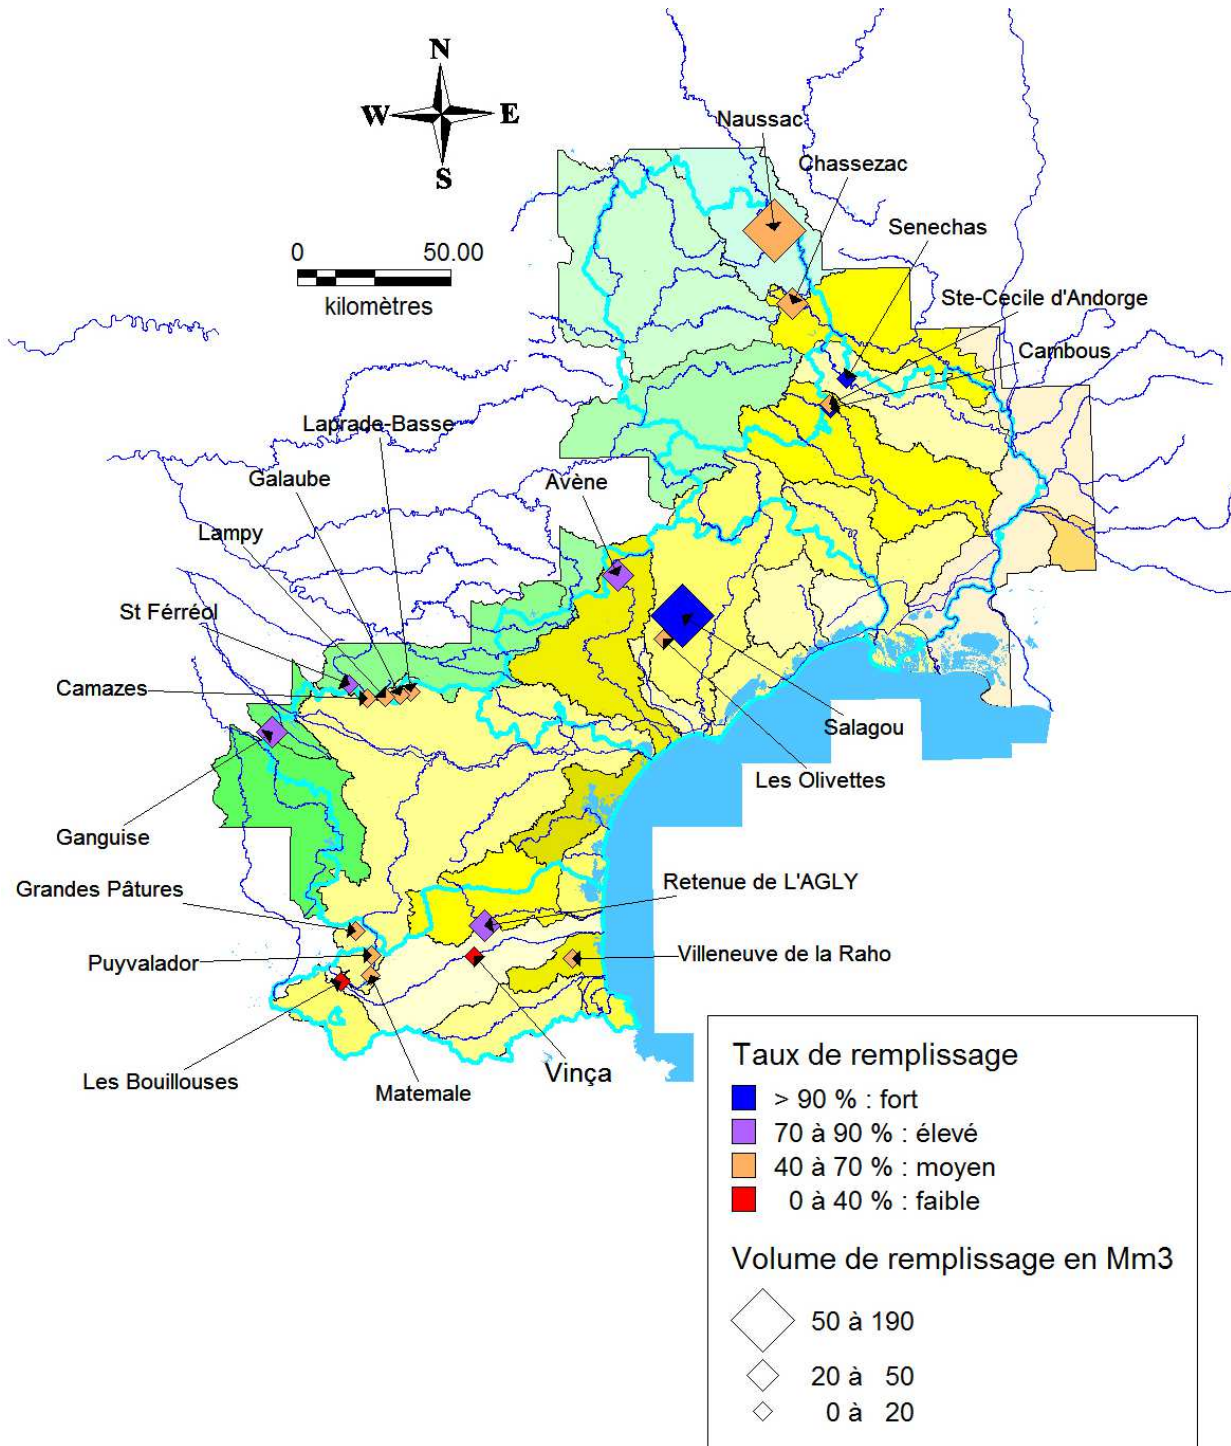 N
W E
S
0 50.00
kilomètres
Naussac
Chassezac
Senechas
Ste-Cecile d'Andorge
Cambous
Laprade-Basse
Galaube
Avène
Lampy
St Férréol
Camazes
Salagou
Les Olivettes
Ganguise
Grandes Pâtures
Retenue de L'AGLY
Puyvalador
Villeneuve de la Raho
Les Bouillouses
Matemale
Vinça
Taux de remplissage
> 90 % : fort
70 à 90 % : élevé
40 à 70 % : moyen
0 à 40 % : faible
Volume de remplissage en Mm3
50 à 190
20 à 50
0 à 20